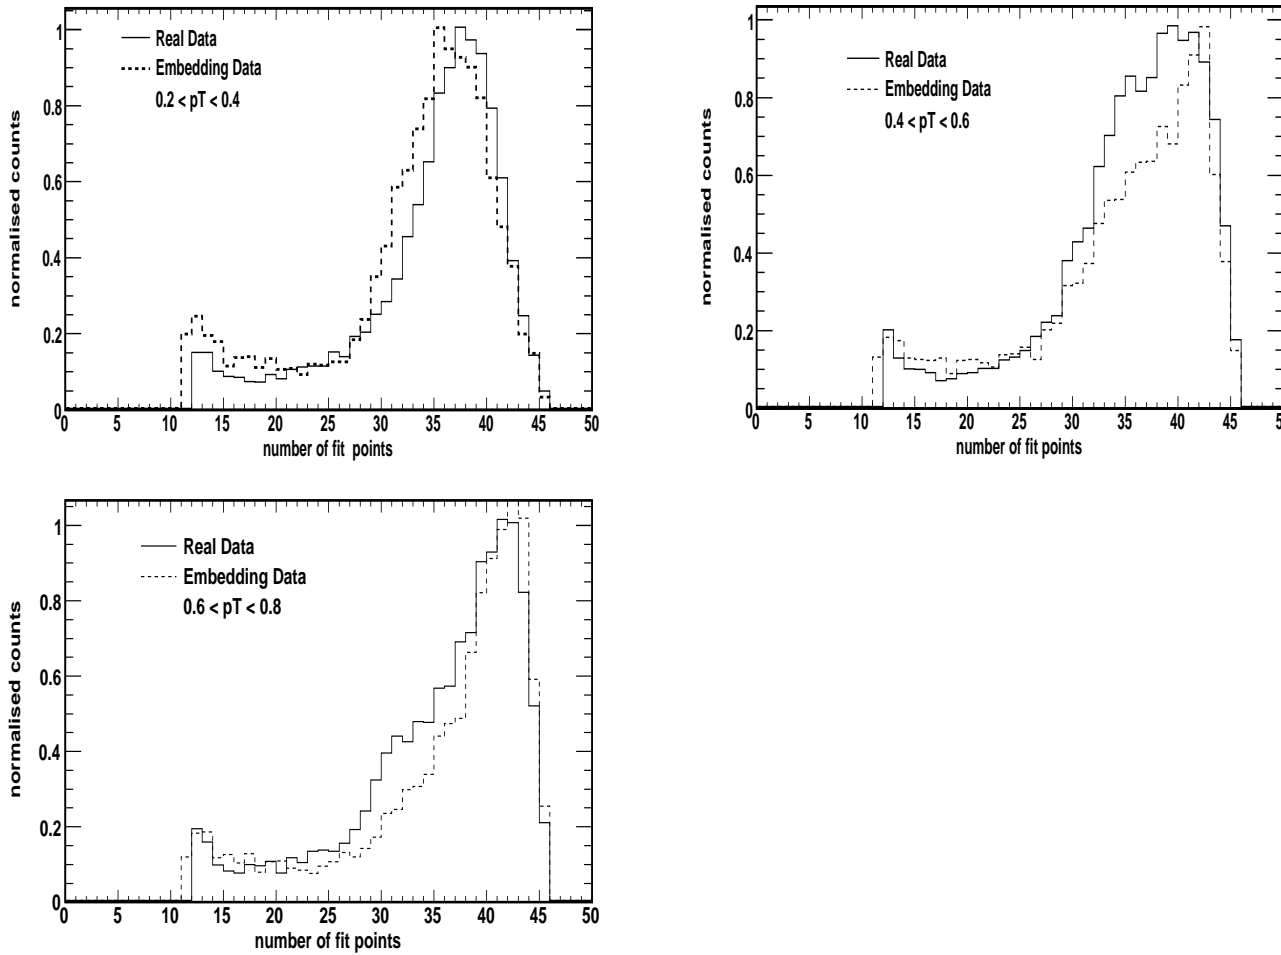 normalised counts
1
0.8
0.6
0.4
0.2
0
Real Data
Embedding Data
0.2 < pT < 0.4
0 5 10 15 20 25 30 35 40 45 50
number of fit points
normalised counts
1
0.8
0.6
0.4
0.2
0
Real Data
Embedding Data
0.4 < pT < 0.6
0 5 10 15 20 25 30 35 40 45
number of fit points
normalised counts
1
0.8
0.6
0.4
0.2
0
Real Data
Embedding Data
0.6 < pT < 0.8
0 5 10 15 20 25 30 35 40 45 50
number of fit points